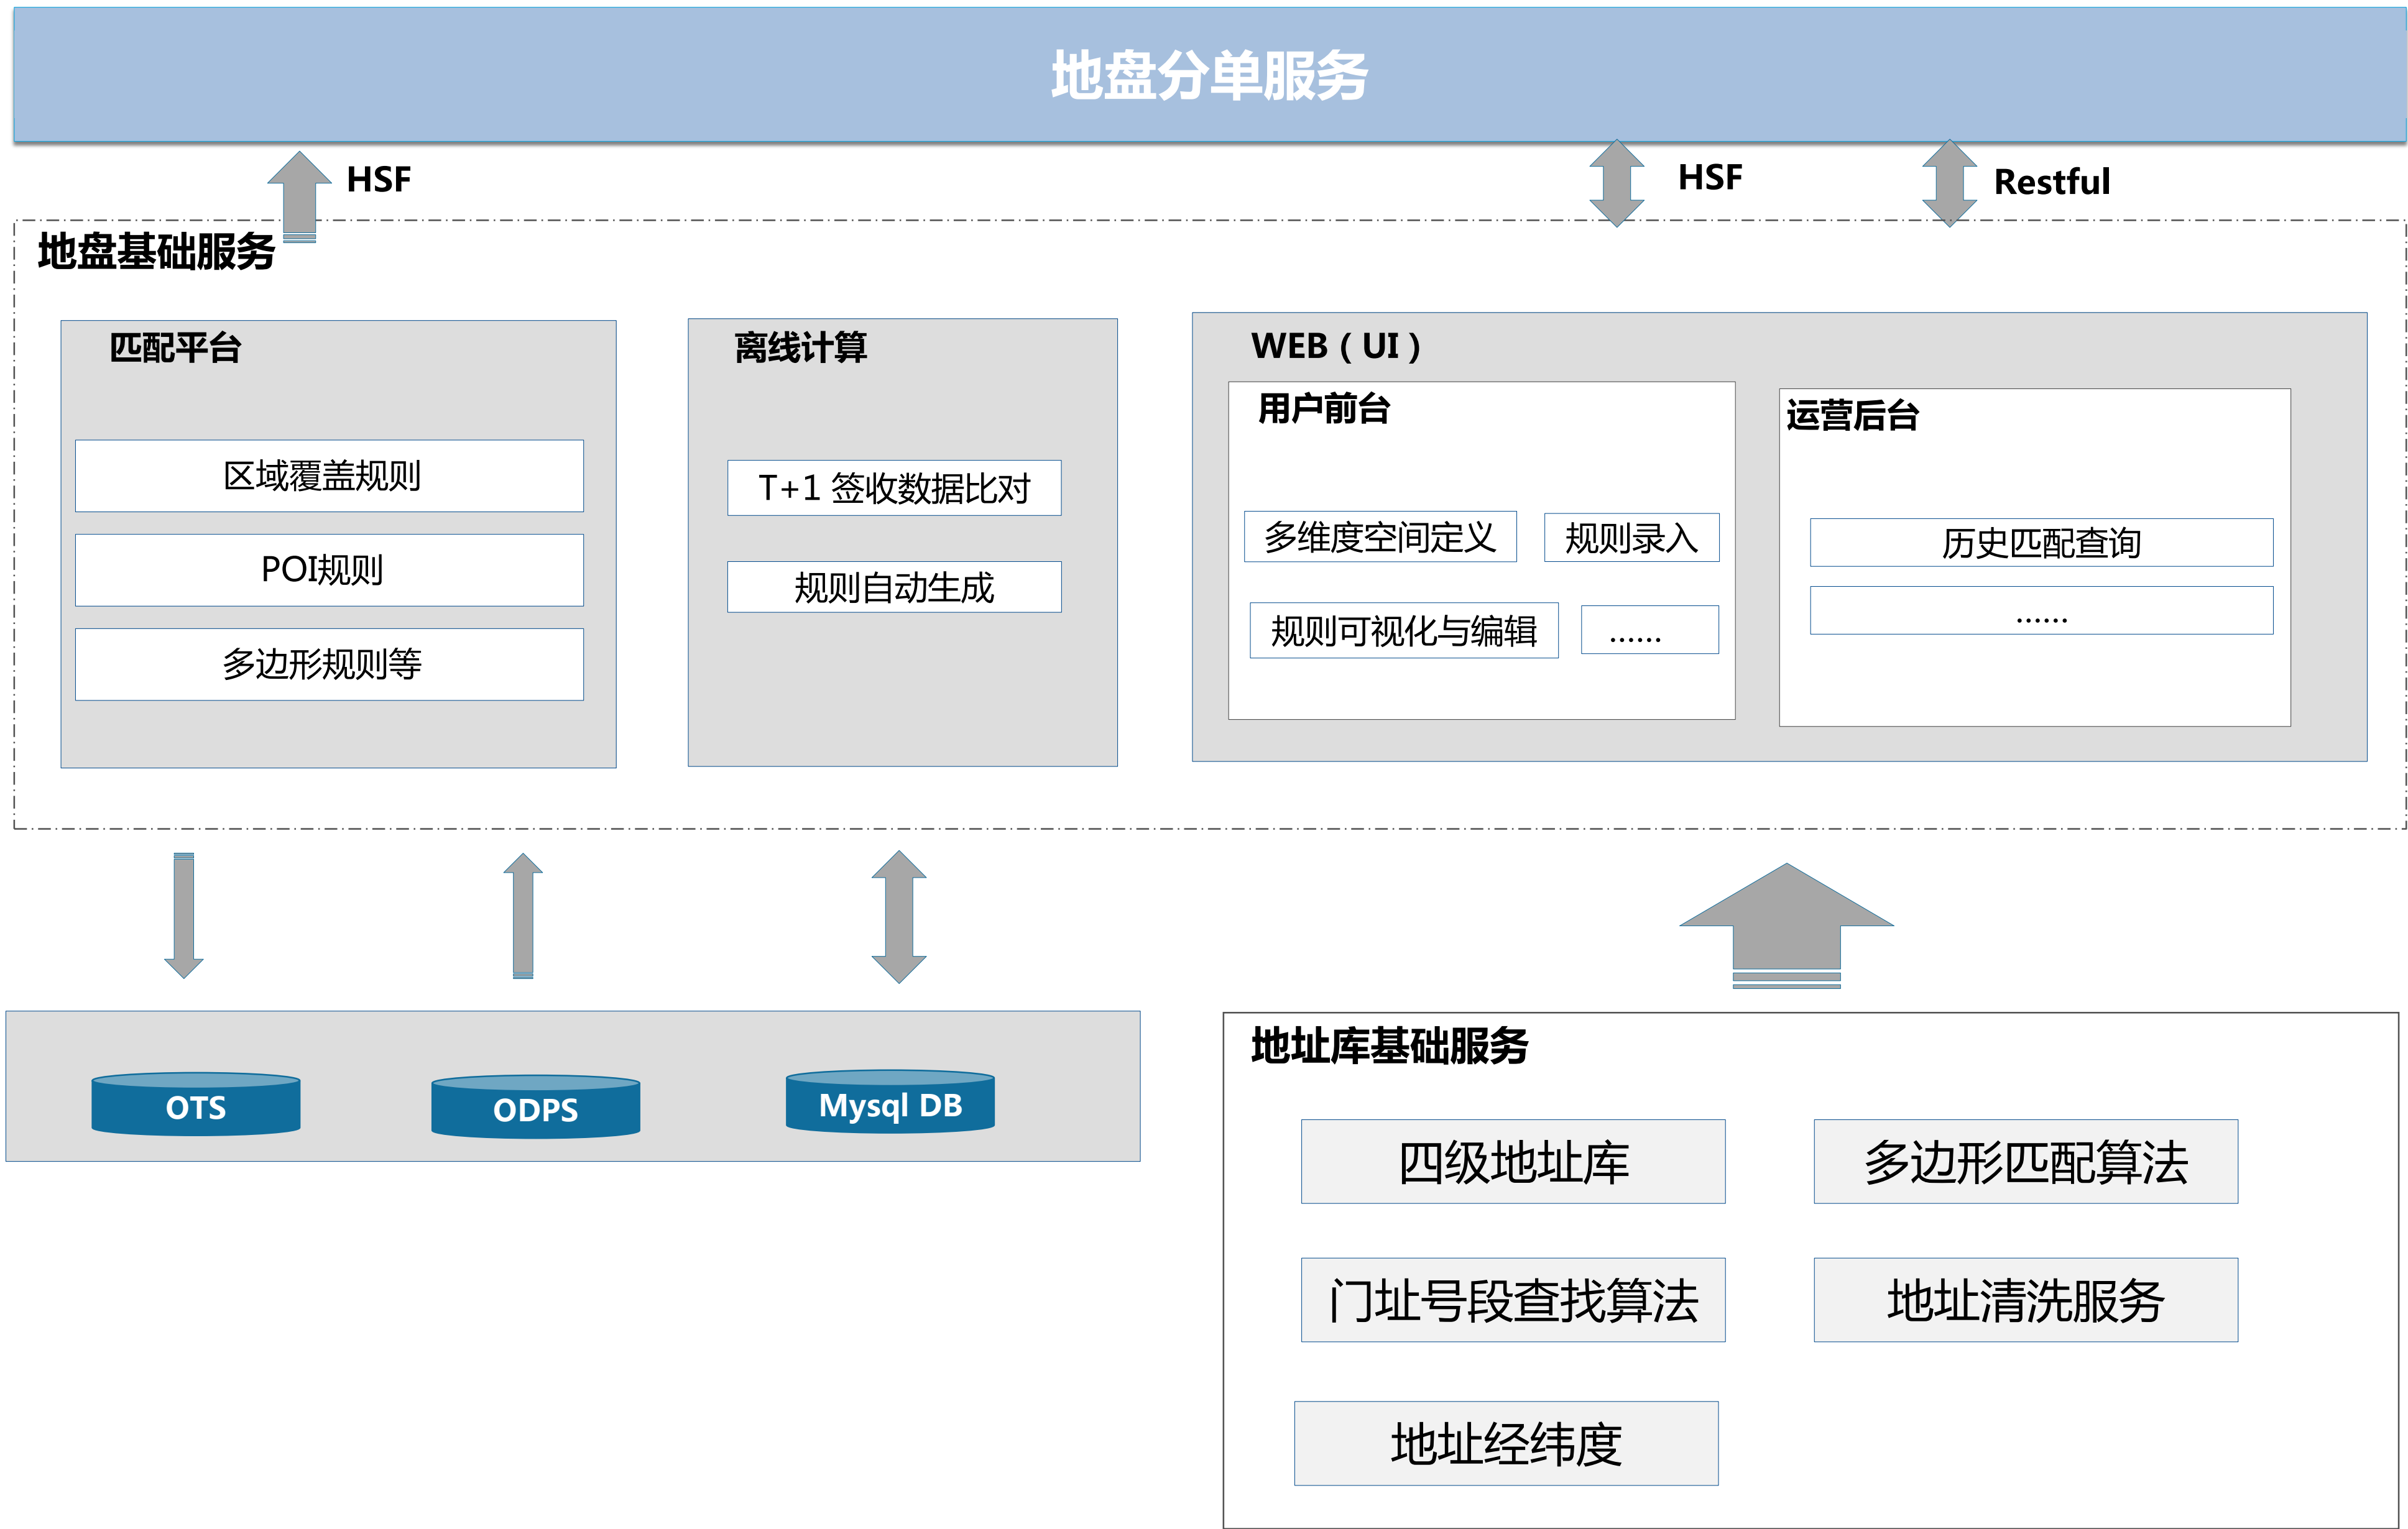 地盘分单服务
HSF
HSF
Restful
地盘基础服务
匹配平台
区域覆盖规则
POI规则
多边形规则等
离线计算
T+1 签收数据比对
规则自动生成
WEB（UI）
用户前台
多维度空间定义
规则录入
规则可视化与编辑
......
运营后台
历史匹配查询
......
OTS
ODPS
Mysql DB
地址库基础服务
四级地址库
多边形匹配算法
门址号段查找算法
地址清洗服务
地址经纬度